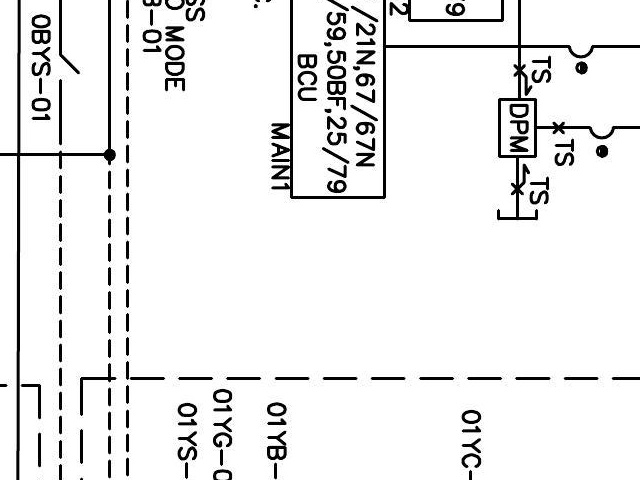 SS
O MODE
B-01
0BYS-01
/21N,67/67N
/59,50BF,25/79
BCU
MAIN1
79
2
TS
DPM
TS
TS
01YC-
01YB-
01YG-0
01YS-